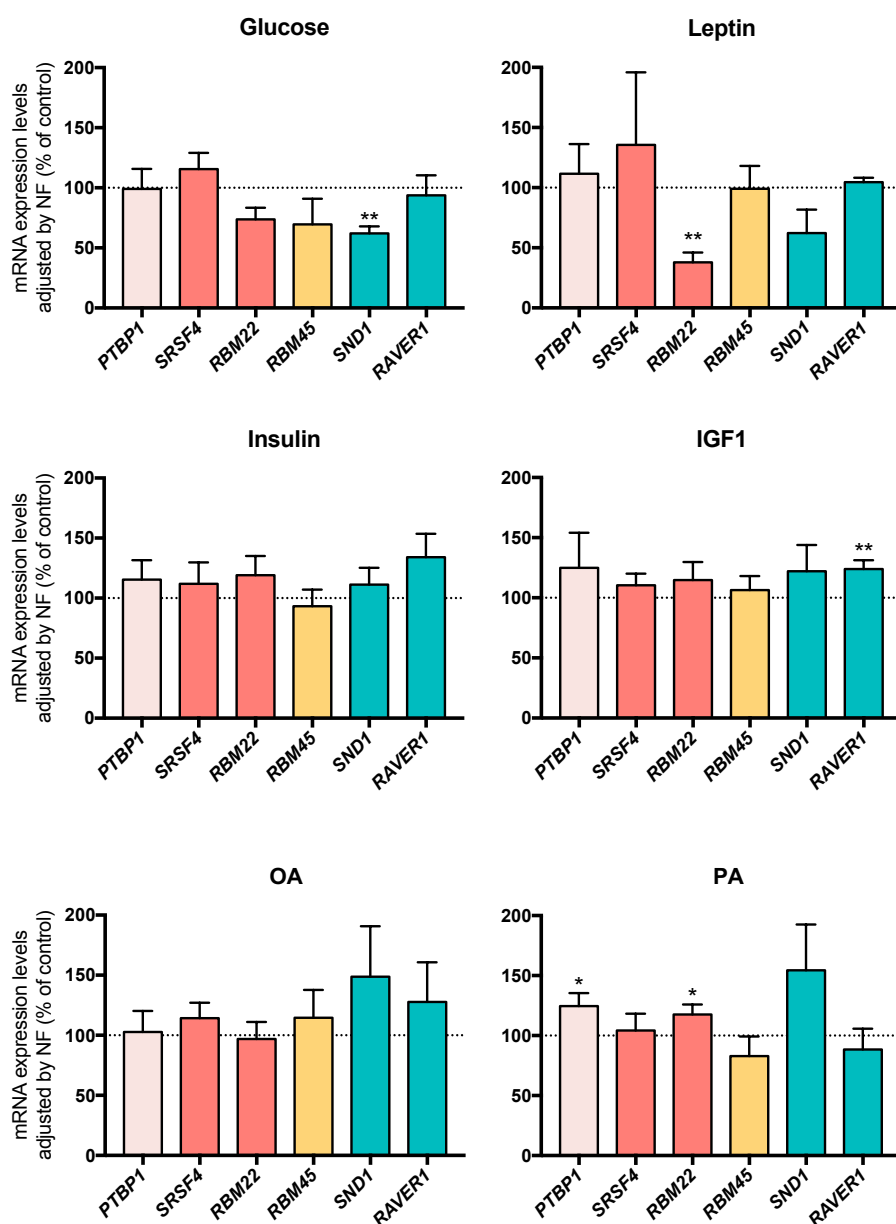 Glucose
mRNA expression levels
adjusted by NF (% of control)
200
150
100
50
0
**
PTBP1
SRSF4
RBM22
RBM45
SND1
RAVER1
Leptin
200
150
100
50
0
**
PTBP1
SRSF4
RBM22
RBM45
SND1
RAVER1
Insulin
mRNA expression levels
adjusted by NF (% of control)
200
150
100
50
0
PTBP1
SRSF4
RBM22
RBM45
SND1
RAVER1
IGF1
200
150
100
50
0
**
PTBP1
SRSF4
RBM22
RBM45
SND1
RAVER1
OA
mRNA expression levels
adjusted by NF (% of control)
200
150
100
50
0
PTBP1
SRSF4
RBM22
RBM45
SND1
RAVER1
PA
200
150
100
50
0
*
*
PTBP1
SRSF4
RBM22
RBM45
SND1
RAVER1